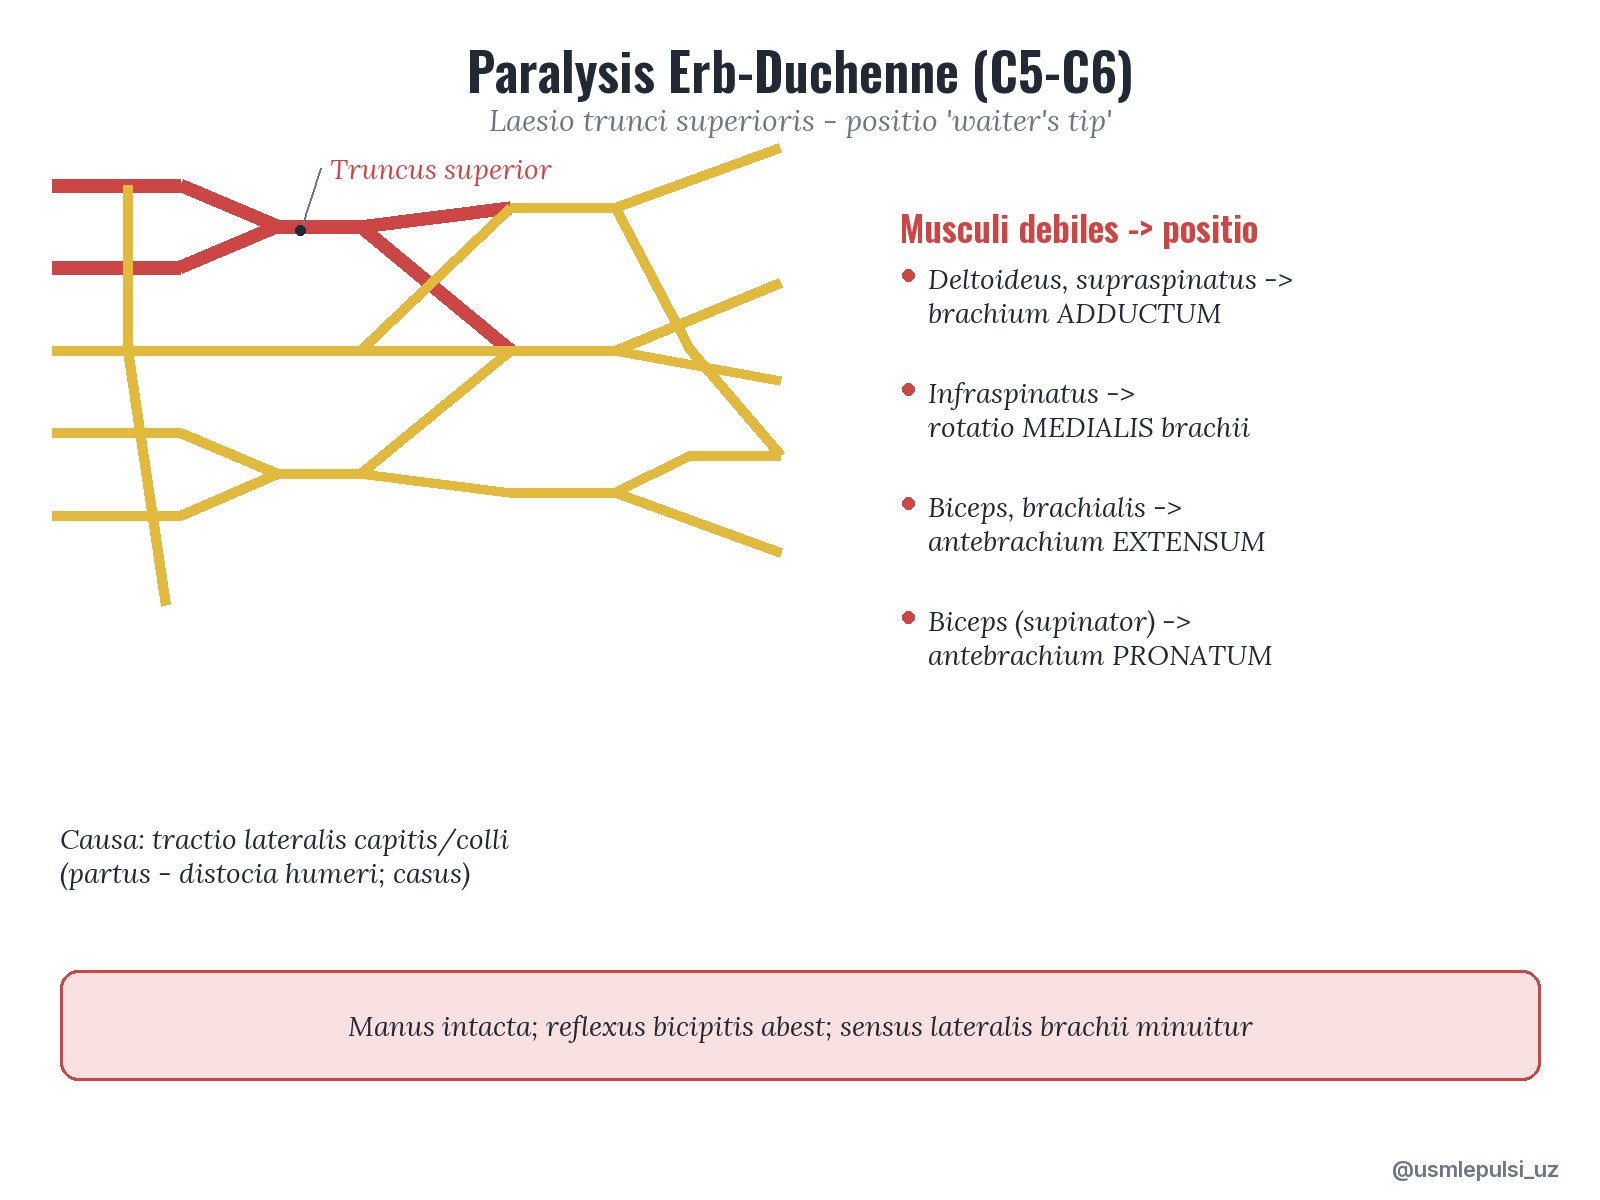 Paralysis Erb-Duchenne (C5-C6)
Laesio trunci superioris - positio 'waiter's tip'
Truncus superior
Musculi debiles -> positio
Deltoideus, supraspinatus ->
brachium ADDUCTUM
Infraspinatus ->
rotatio MEDIALIS brachii
Biceps, brachialis ->
antebrachium EXTENSUM
Biceps (supinator) ->
antebrachium PRONATUM
Causa: tractio lateralis capitis/colli
(partus - distocia humeri; casus)
Manus intacta; reflexus bicipitis abest; sensus lateralis brachii minuitur
@usmlepulsi_uz